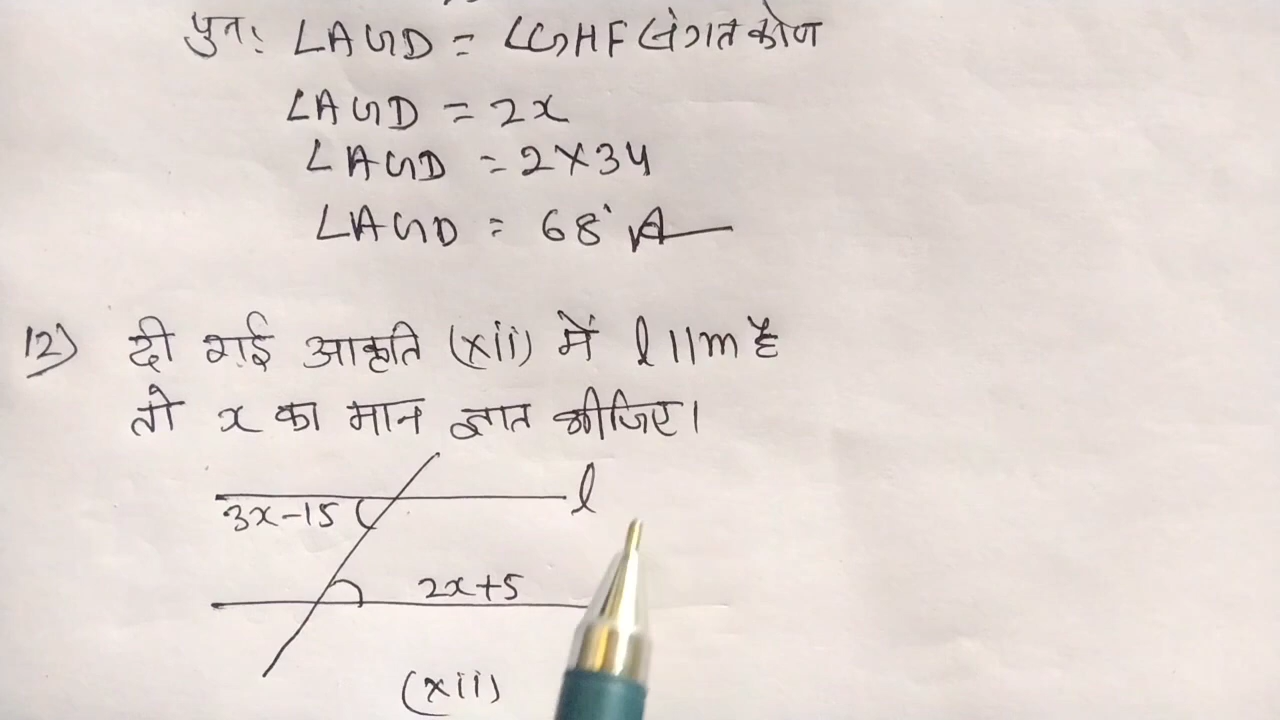 पुनः ∠AGD = ∠GHF संगत कोण
∠AGD = 2x
∠AGD = 2×34
∠AGD = 68° A
12) दी गई आकृति (xii) में l || m है
तो x का मान ज्ञात कीजिए।
l
3x-15
2x+5
(xii)